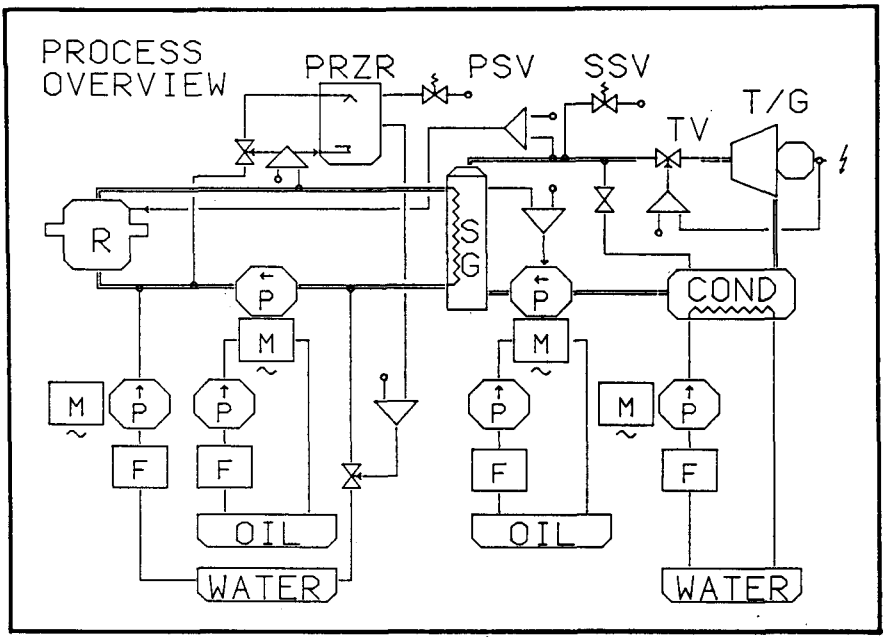 PROCESS
OVERVIEW
PRZR
PSV
SSV
T/G
TV
R
S
G
P
P
COND
M
M
M
P
P
P
M
P
F
F
F
F
OIL
OIL
WATER
WATER